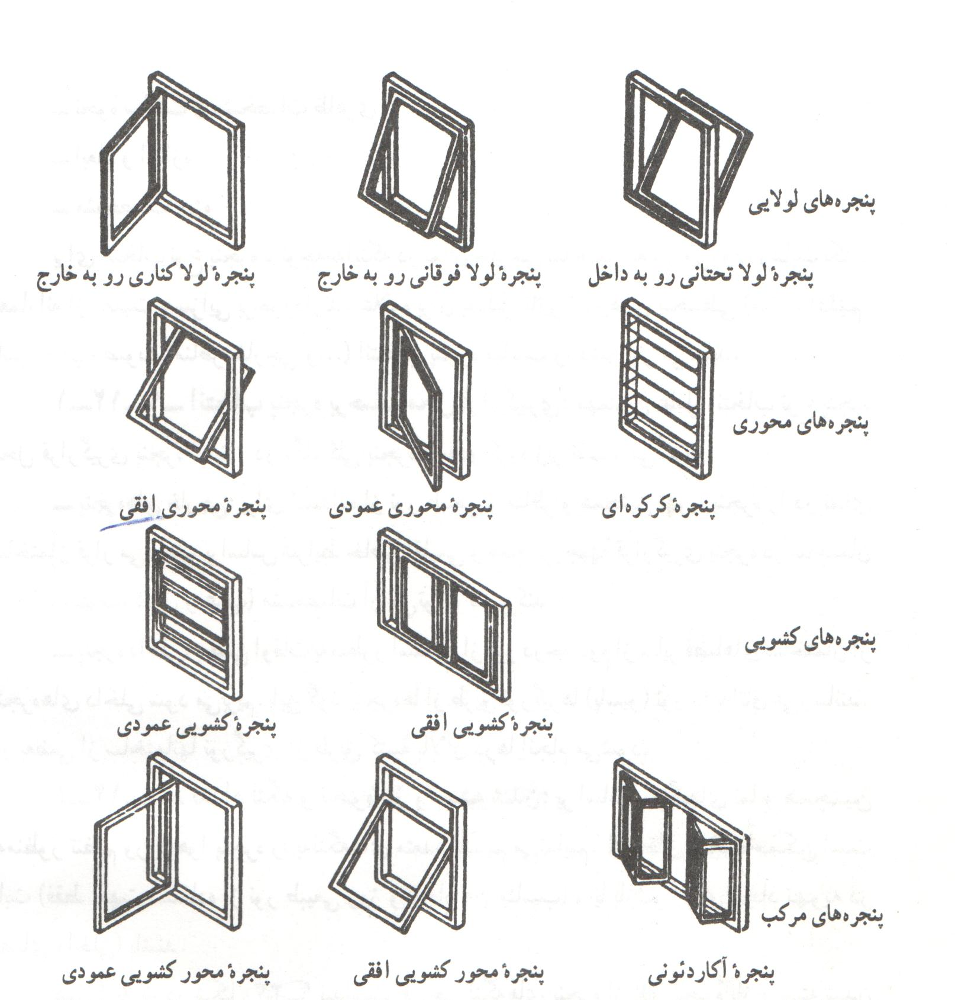 پنجره‌های لولایی
پنجرهٔ لولا تحتانی رو به داخل
پنجرهٔ لولا فوقانی رو به خارج
پنجرهٔ لولا کناری رو به خارج
پنجره‌های محوری
پنجرهٔ کرکره‌ای
پنجرهٔ محوری عمودی
پنجرهٔ محوری افقی
پنجره‌های کشویی
پنجرهٔ کشویی افقی
پنجرهٔ کشویی عمودی
پنجره‌های مرکب
پنجرهٔ آکاردئونی
پنجرهٔ محور کشویی افقی
پنجرهٔ محور کشویی عمودی